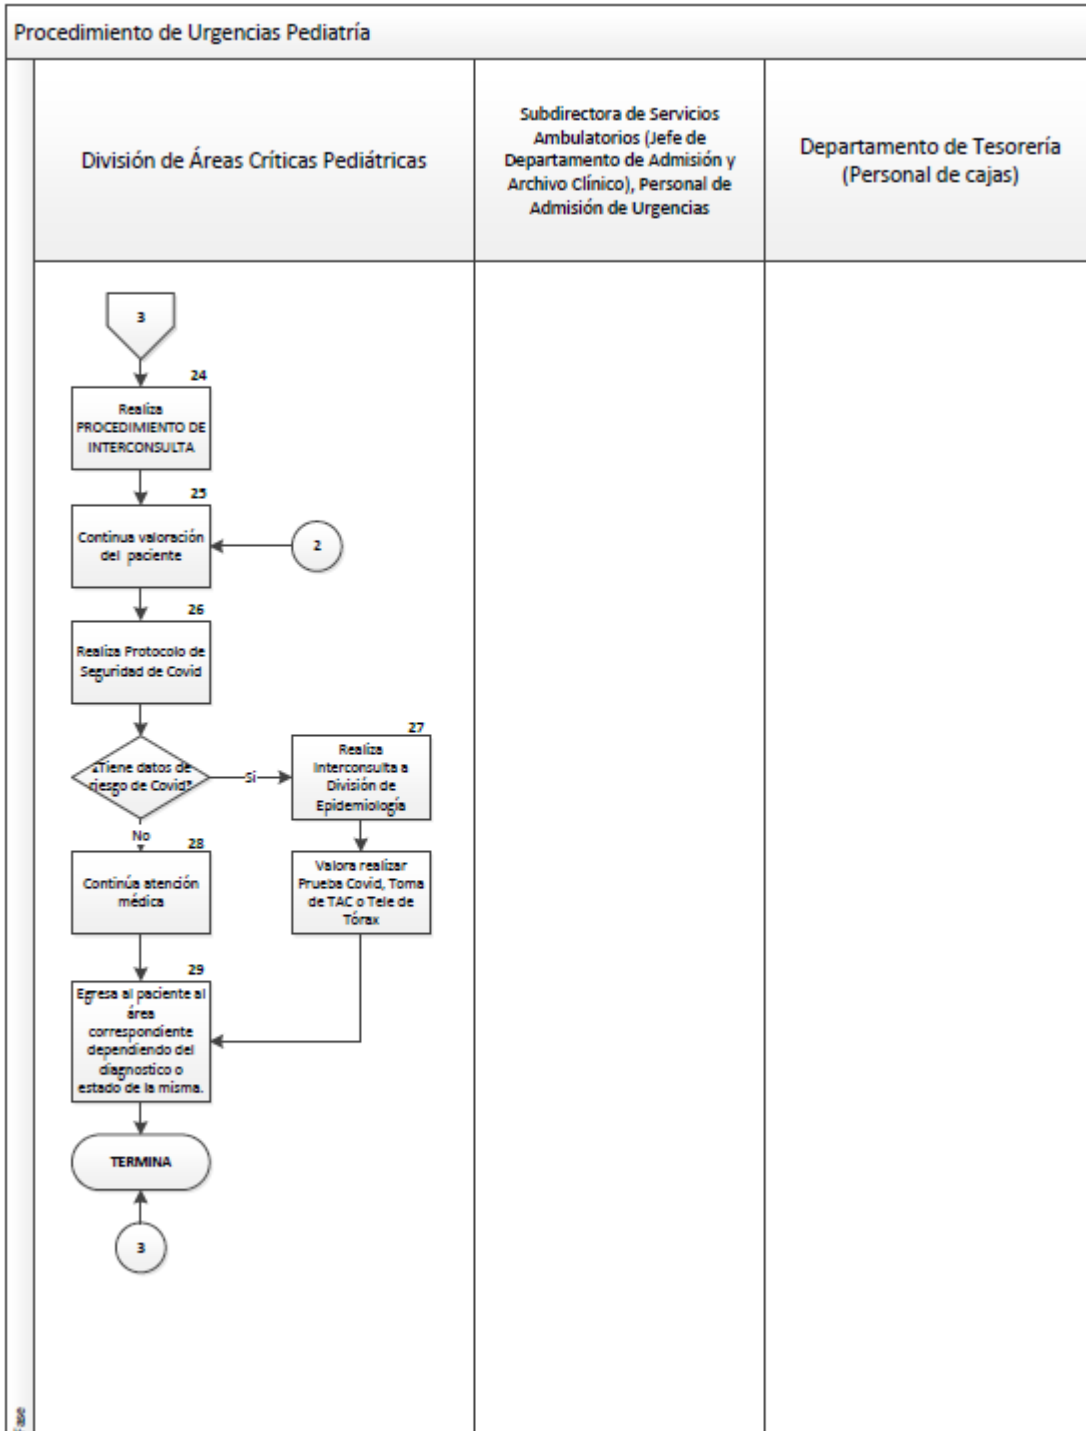 Procedimiento de Urgencias Pediatría
División de Áreas Críticas Pediátricas
Subdirectora de Servicios
Ambulatorios (Jefe de
Departamento de Admisión y
Archivo Clínico), Personal de
Admisión de Urgencias
Departamento de Tesorería
(Personal de cajas)
3
24
Realiza
PROCEDIMIENTO DE
INTERCONSULTA
25
Continua valoración
del paciente
2
26
Realiza Protocolo de
Seguridad de Covid
¿Tiene datos de
riesgo de Covid?
Si
27
Realiza
Interconsulta a
División de
Epidemiología
No
28
Continúa atención
médica
Valora realizar
Prueba Covid, Toma
de TAC o Tele de
Tórax
29
Egresa al paciente al
área
correspondiente
dependiendo del
diagnostico o
estado de la misma.
TERMINA
3
Fase